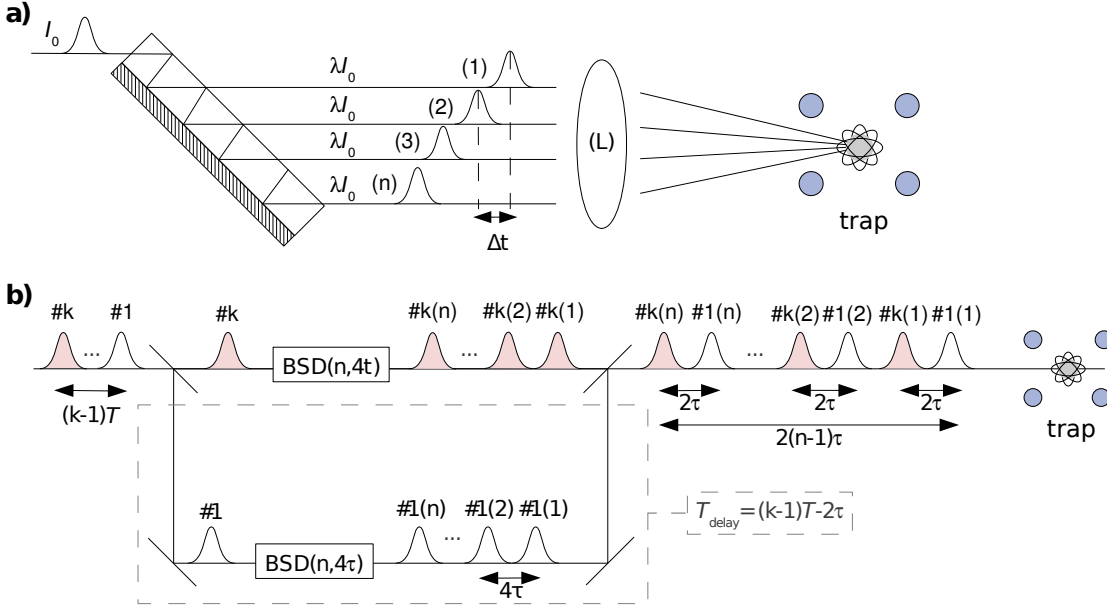 a)
I₀
λI₀ (1)
λI₀ (2)
λI₀ (3)
λI₀ (n)
Δt
(L)
trap
b)
#k ... #1
#k
#k(n) ... #k(2) #k(1)
#k(n) #1(n) ... #k(2) #1(2) #k(1) #1(1)
BSD(n,4t)
(k-1)T
2τ 2τ 2τ
2(n-1)τ
trap
#1
#1(n) ... #1(2) #1(1)
BSD(n,4τ)
4τ
T_delay=(k-1)T-2τ